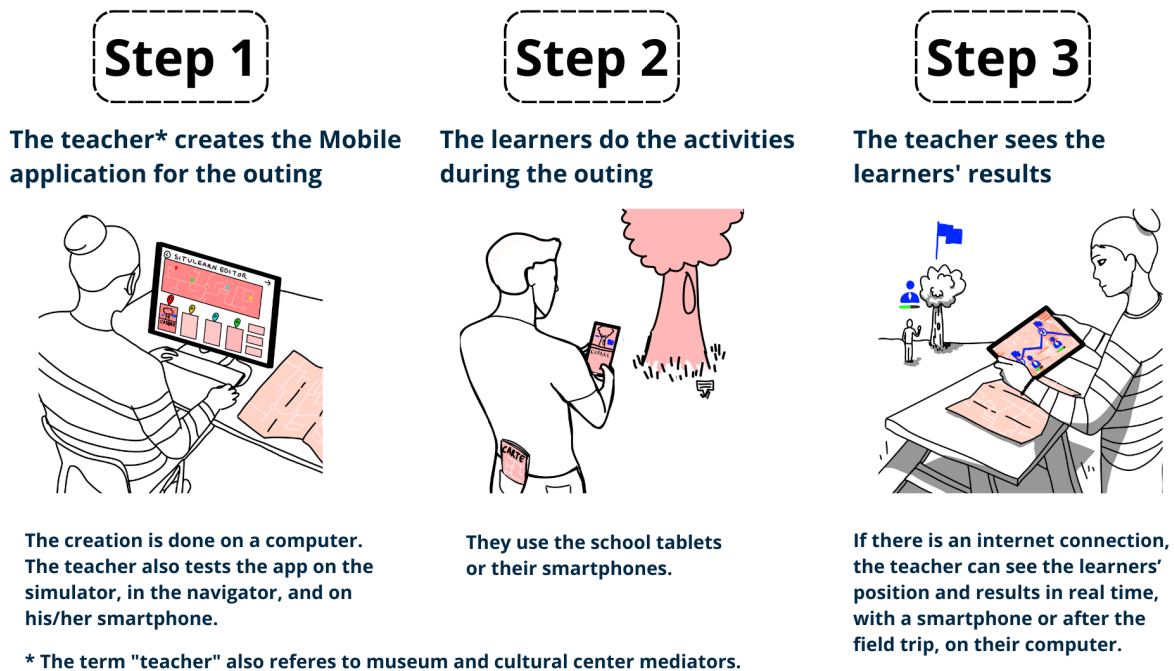 Step 1
Step 2
Step 3
The teacher* creates the Mobile
application for the outing
The learners do the activities
during the outing
The teacher sees the
learners' results
SITULEARN EDITOR
CARTE
The creation is done on a computer.
The teacher also tests the app on the
simulator, in the navigator, and on
his/her smartphone.
They use the school tablets
or their smartphones.
If there is an internet connection,
the teacher can see the learners’
position and results in real time,
with a smartphone or after the
field trip, on their computer.
* The term "teacher" also referes to museum and cultural center mediators.